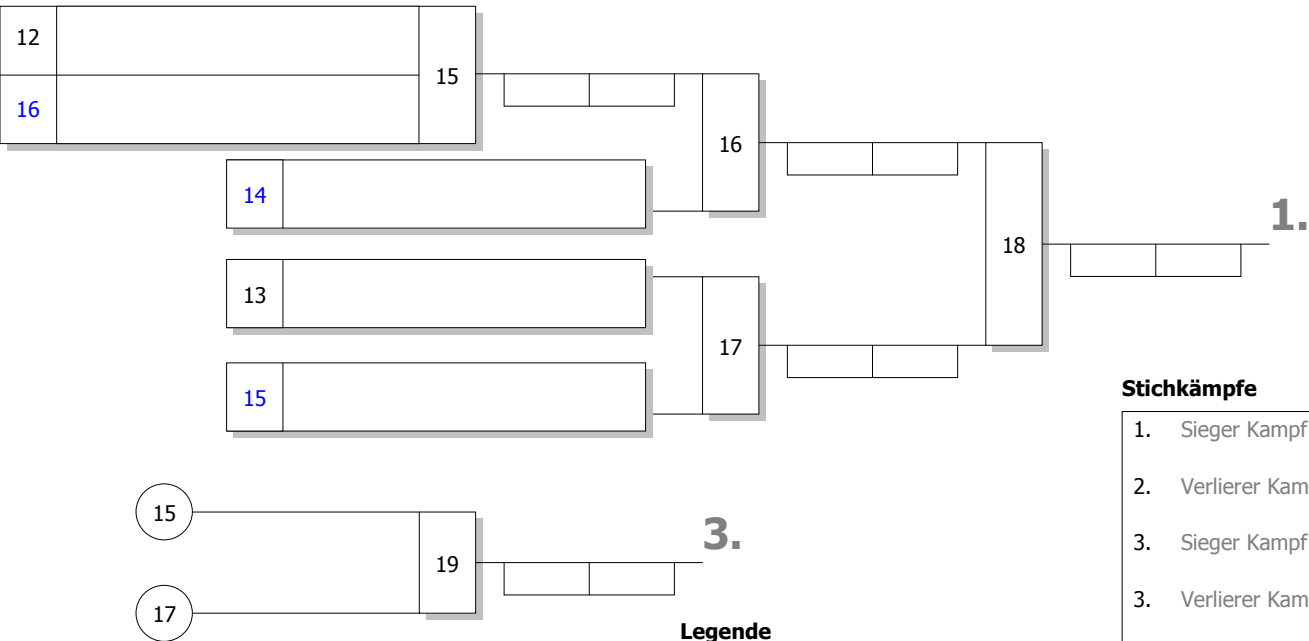 12
15
16
16
14
1.
18
13
17
15
Stichkämpfe
1. Sieger Kampf
2. Verlierer Kam
3. Sieger Kampf
3. Verlierer Kam
15
3.
19
17
Legende